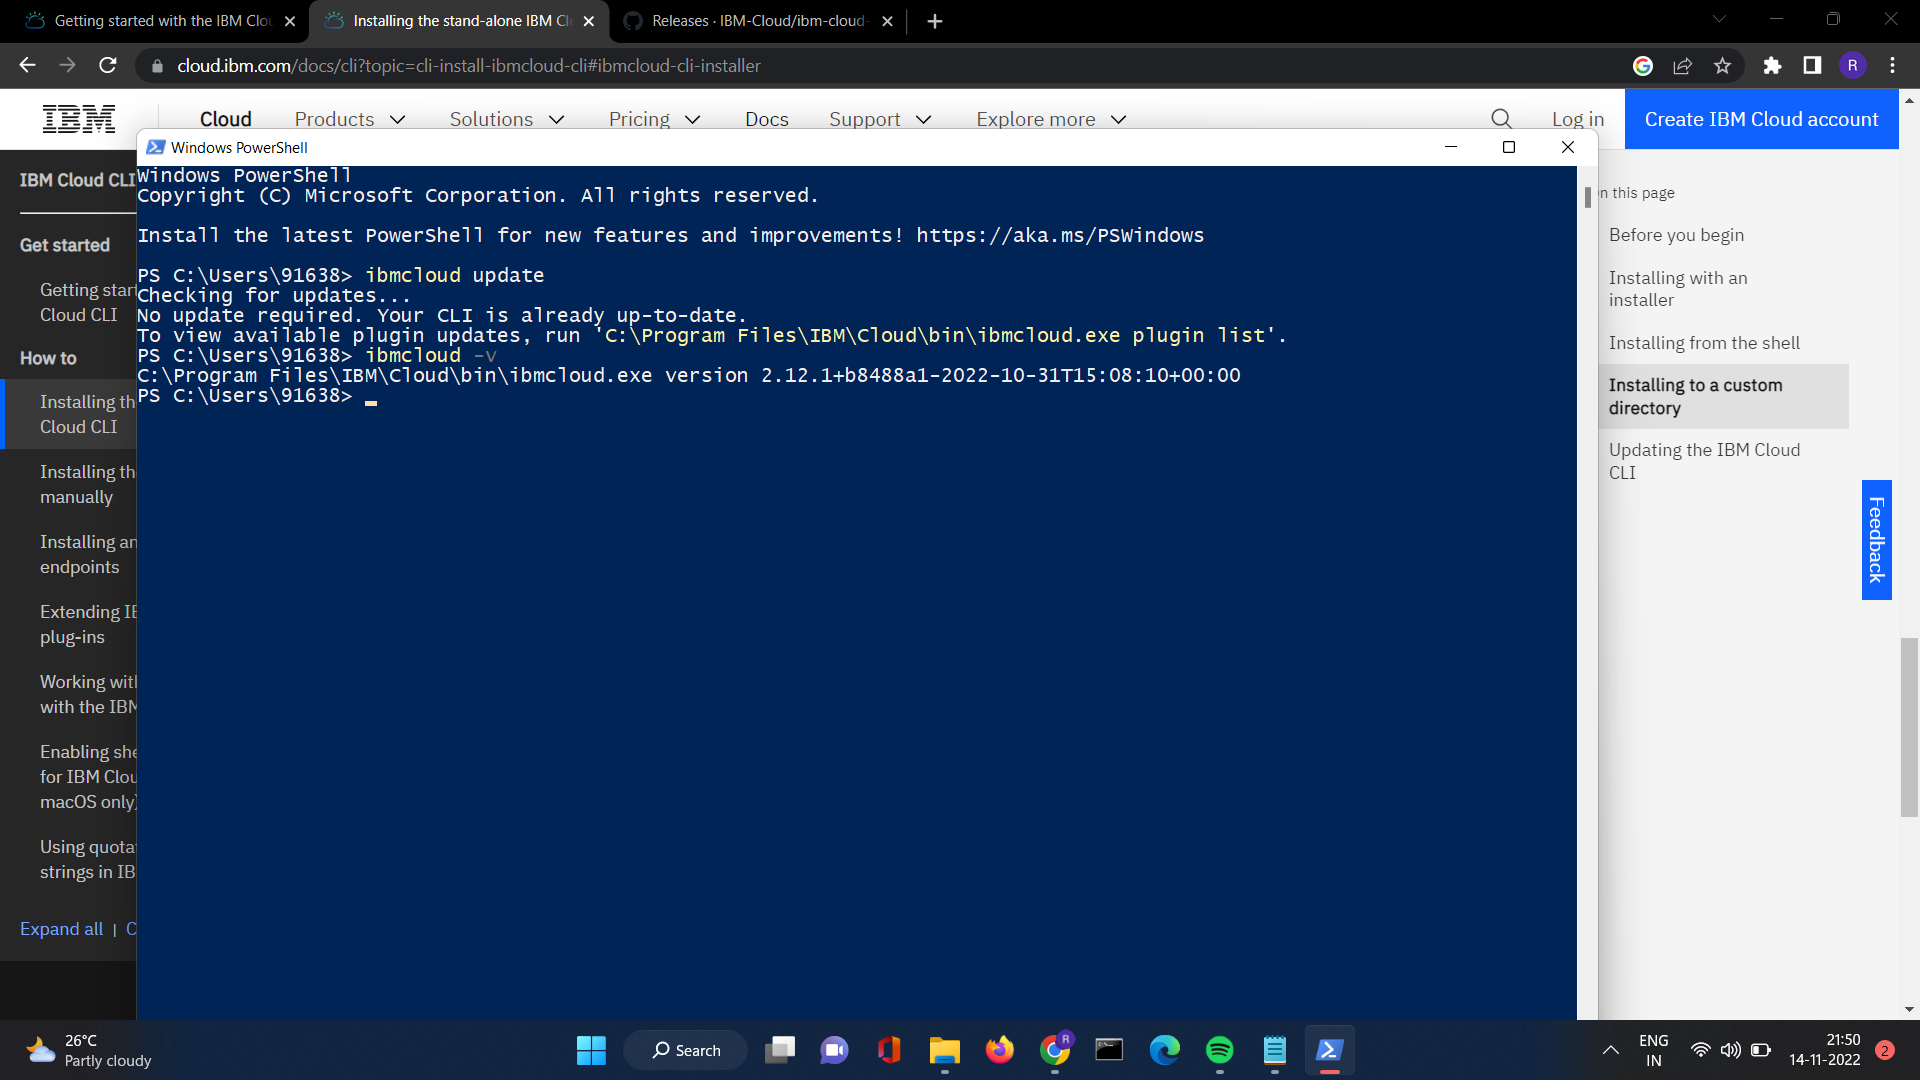 Getting started with the IBM Clou
Installing the stand-alone IBM Cl
Releases · IBM-Cloud/ibm-cloud-
cloud.ibm.com/docs/cli?topic=cli-install-ibmcloud-cli#ibmcloud-cli-installer
R
IBM
Cloud
Products
Solutions
Pricing
Docs
Support
Explore more
Log in
Create IBM Cloud account
Windows PowerShell
Windows PowerShell
Copyright (C) Microsoft Corporation. All rights reserved.
Install the latest PowerShell for new features and improvements! https://aka.ms/PSWindows
PS C:\Users\91638> ibmcloud update
Checking for updates...
No update required. Your CLI is already up-to-date.
To view available plugin updates, run 'C:\Program Files\IBM\Cloud\bin\ibmcloud.exe plugin list'.
PS C:\Users\91638> ibmcloud -v
C:\Program Files\IBM\Cloud\bin\ibmcloud.exe version 2.12.1+b8488a1-2022-10-31T15:08:10+00:00
PS C:\Users\91638>
IBM Cloud CLI
Get started
Getting start
Cloud CLI
How to
Installing th
Cloud CLI
Installing th
manually
Installing an
endpoints
Extending IB
plug-ins
Working with
with the IBM
Enabling she
for IBM Clou
macOS only)
Using quotat
strings in IB
Expand all | C
n this page
Before you begin
Installing with an
installer
Installing from the shell
Installing to a custom
directory
Updating the IBM Cloud
CLI
Feedback
26°C
Partly cloudy
Search
R
ENG
IN
21:50
14-11-2022
2